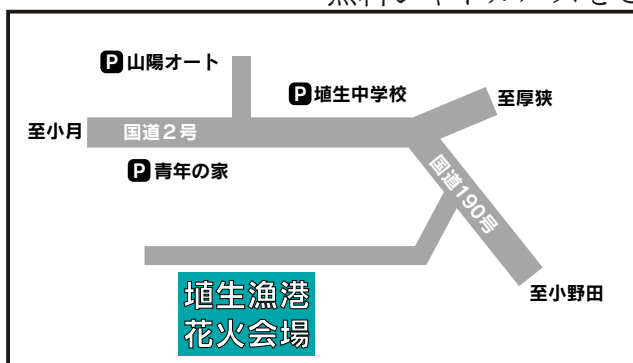 P 山陽オート
P 埴生中学校
至厚狭
至小月
国道2号
P 青年の家
国道190号
至小野田
埴生漁港
花火会場